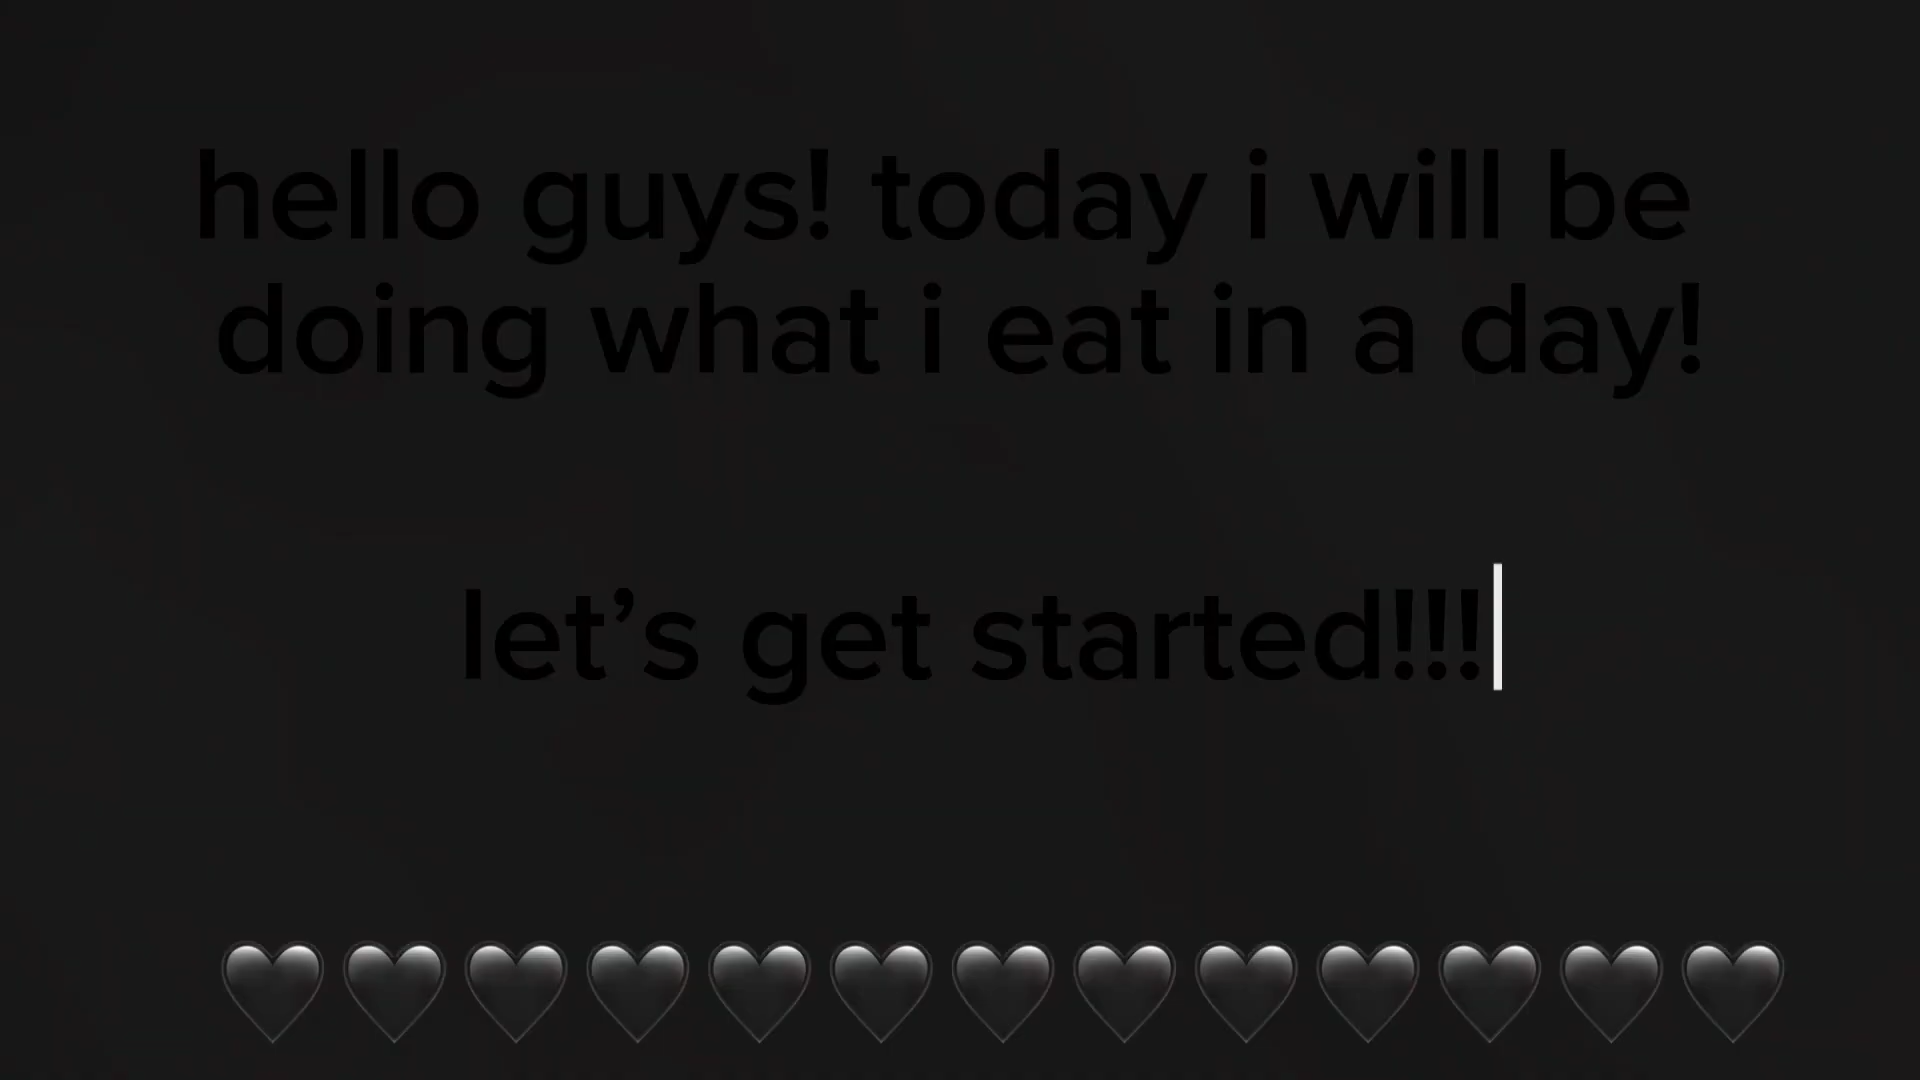 hello guys! today i will be
doing what i eat in a day!
let’s get started!!!
🖤🖤🖤🖤🖤🖤🖤🖤🖤🖤🖤🖤🖤